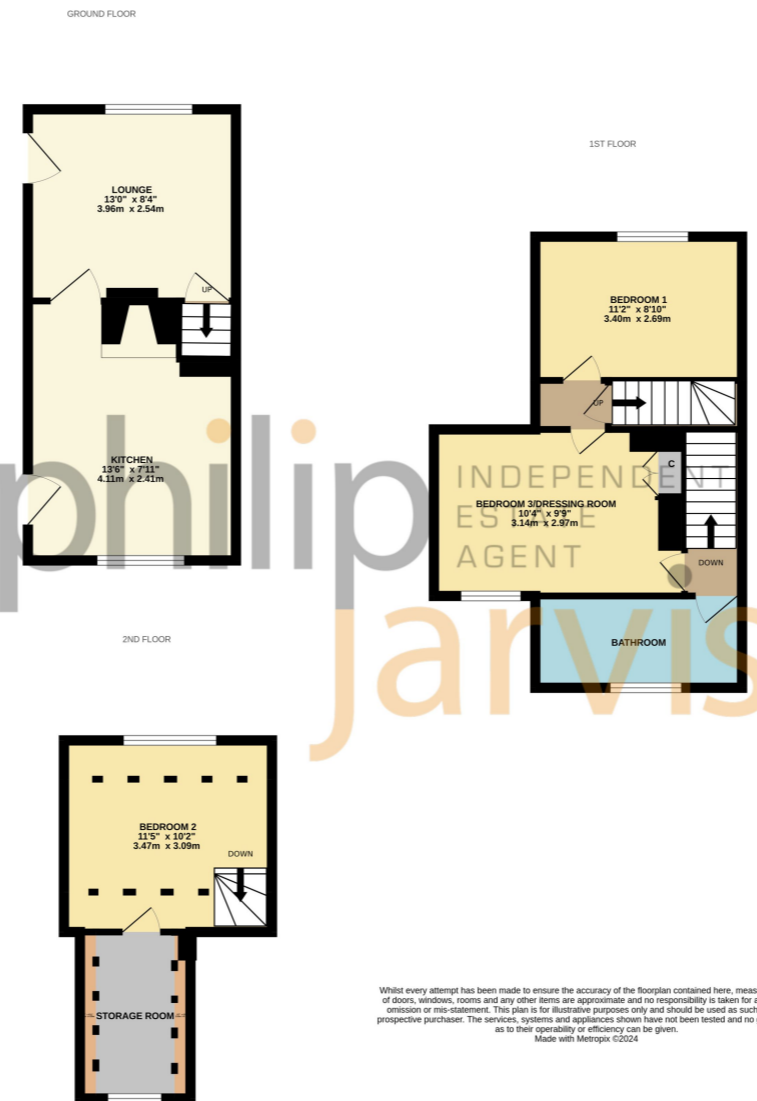 GROUND FLOOR
LOUNGE
13'0" x 8'4"
3.96m x 2.54m
UP
KITCHEN
13'6" x 7'11"
4.11m x 2.41m
1ST FLOOR
BEDROOM 1
11'2" x 8'10"
3.40m x 2.69m
UP
C
BEDROOM 3/DRESSING ROOM
10'4" x 9'9"
3.14m x 2.97m
DOWN
BATHROOM
philip
jarvis
INDEPENDENT
ESTATE
AGENT
2ND FLOOR
BEDROOM 2
11'5" x 10'2"
3.47m x 3.09m
DOWN
STORAGE ROOM
Whilst every attempt has been made to ensure the accuracy of the floorplan contained here,
of doors, windows, rooms and any other items are approximate and no responsibility is taken for
omission or mis-statement. This plan is for illustrative purposes only and should be used as such
prospective purchaser. The services, systems and appliances shown have not been tested and no
as to their operability or efficiency can be given.
Made with Metropix ©2024